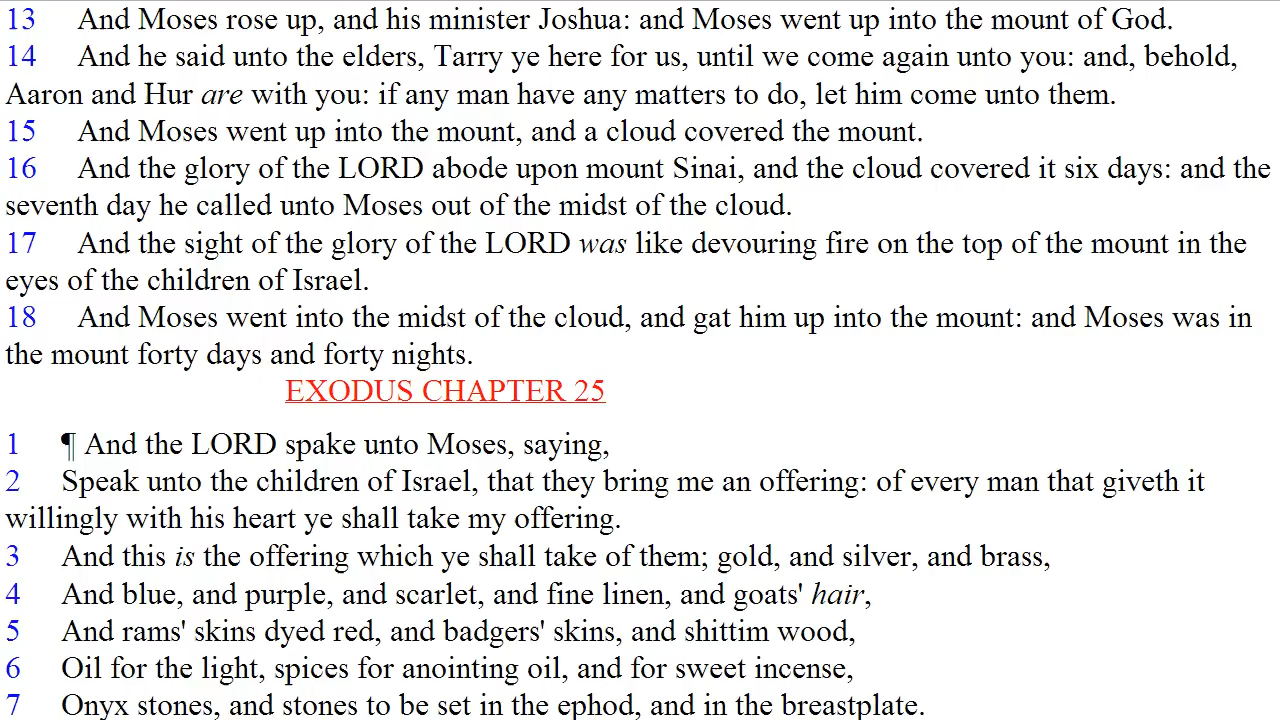 13 And Moses rose up, and his minister Joshua: and Moses went up into the mount of God.
14 And he said unto the elders, Tarry ye here for us, until we come again unto you: and, behold,
Aaron and Hur are with you: if any man have any matters to do, let him come unto them.
15 And Moses went up into the mount, and a cloud covered the mount.
16 And the glory of the LORD abode upon mount Sinai, and the cloud covered it six days: and the
seventh day he called unto Moses out of the midst of the cloud.
17 And the sight of the glory of the LORD was like devouring fire on the top of the mount in the
eyes of the children of Israel.
18 And Moses went into the midst of the cloud, and gat him up into the mount: and Moses was in
the mount forty days and forty nights.
EXODUS CHAPTER 25
1 ¶ And the LORD spake unto Moses, saying,
2 Speak unto the children of Israel, that they bring me an offering: of every man that giveth it
willingly with his heart ye shall take my offering.
3 And this is the offering which ye shall take of them; gold, and silver, and brass,
4 And blue, and purple, and scarlet, and fine linen, and goats' hair,
5 And rams' skins dyed red, and badgers' skins, and shittim wood,
6 Oil for the light, spices for anointing oil, and for sweet incense,
7 Onyx stones, and stones to be set in the ephod, and in the breastplate.